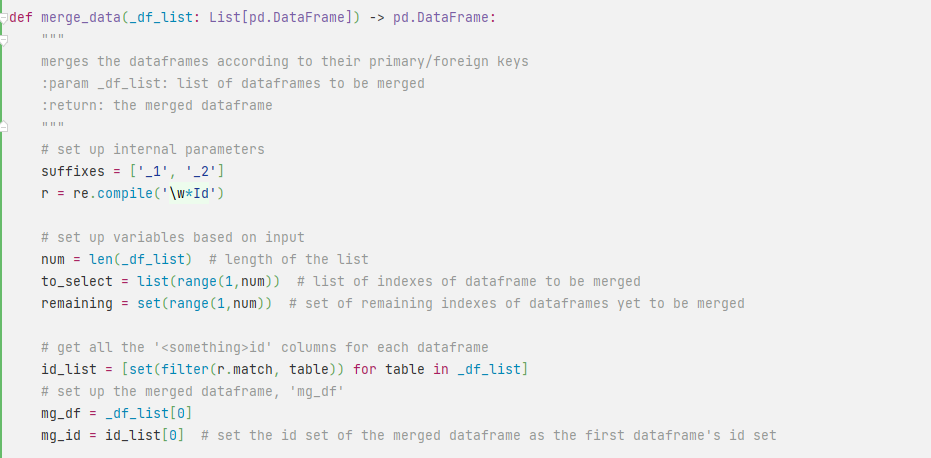 def merge_data(_df_list: List[pd.DataFrame]) -> pd.DataFrame:
    """
    merges the dataframes according to their primary/foreign keys
    :param _df_list: list of dataframes to be merged
    :return: the merged dataframe
    """
    # set up internal parameters
    suffixes = ['_1', '_2']
    r = re.compile('\w*Id')

    # set up variables based on input
    num = len(_df_list)  # length of the list
    to_select = list(range(1,num))  # list of indexes of dataframe to be merged
    remaining = set(range(1,num))  # set of remaining indexes of dataframes yet to be merged

    # get all the '<something>id' columns for each dataframe
    id_list = [set(filter(r.match, table)) for table in _df_list]
    # set up the merged dataframe, 'mg_df'
    mg_df = _df_list[0]
    mg_id = id_list[0]  # set the id set of the merged dataframe as the first dataframe's id set